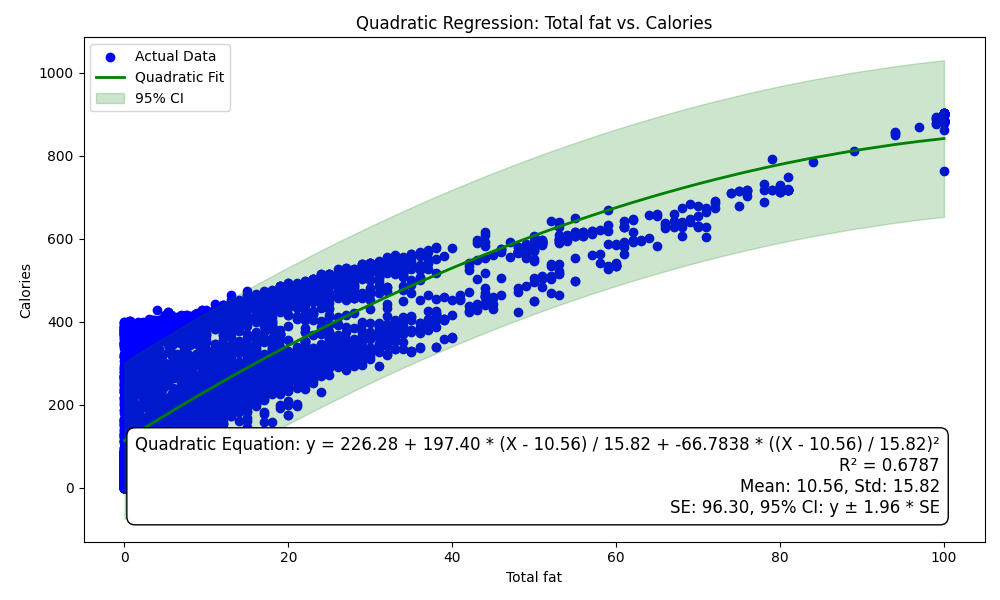 Quadratic Regression: Total fat vs. Calories
Actual Data
Quadratic Fit
95% CI
1000
800
600
400
200
0
Calories
Quadratic Equation: y = 226.28 + 197.40 * (X - 10.56) / 15.82 + -66.7838 * ((X - 10.56) / 15.82)²
R² = 0.6787
Mean: 10.56, Std: 15.82
SE: 96.30, 95% CI: y ± 1.96 * SE
0 20 40 60 80 100
Total fat